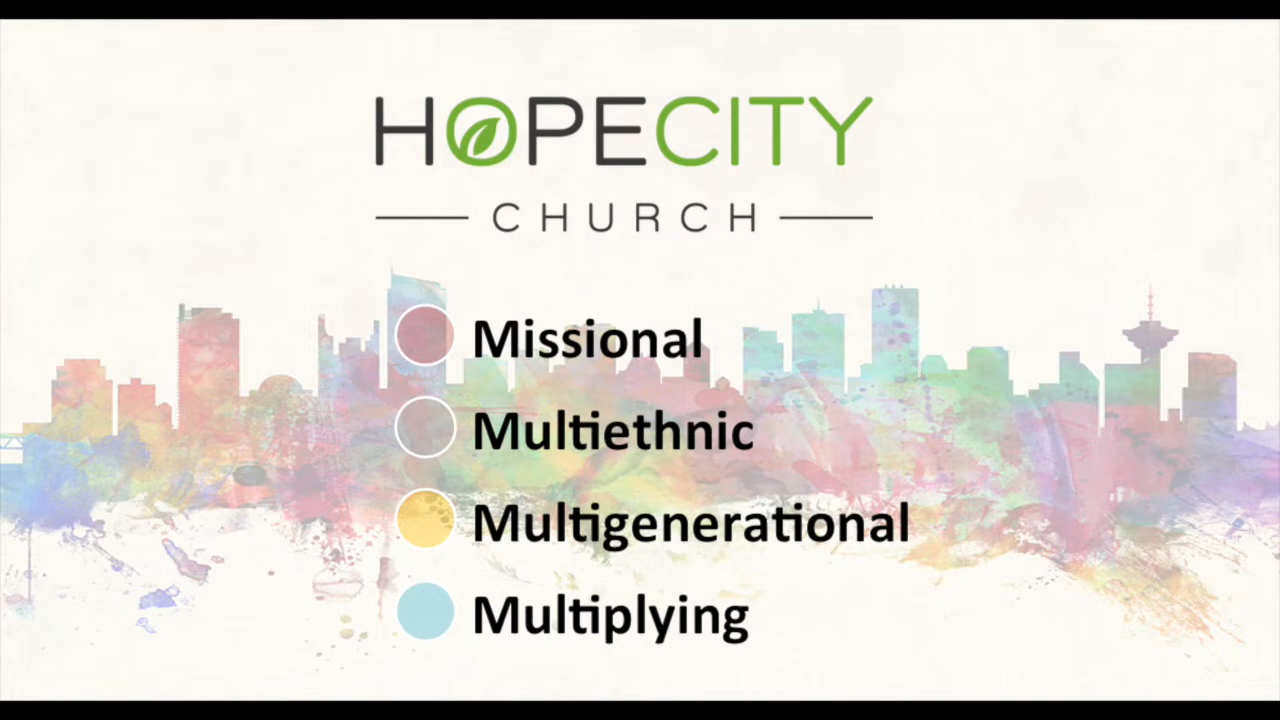 HOPECITY
CHURCH
Missional
Multiethnic
Multigenerational
Multiplying